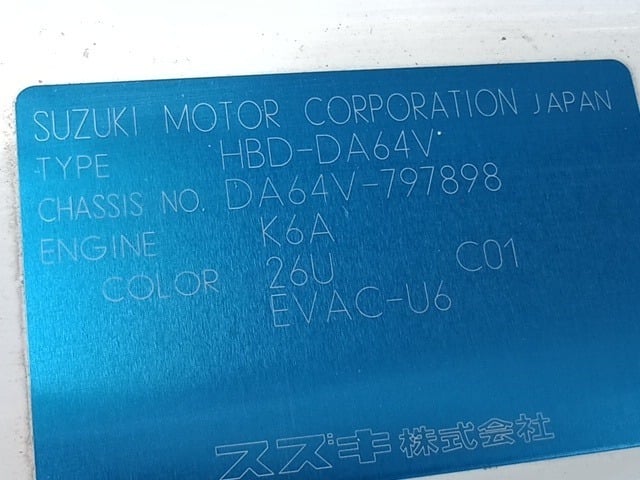 SUZUKI MOTOR CORPORATION JAPAN
TYPE HBD-DA64V
CHASSIS NO. DA64V-797898
ENGINE K6A
COLOR 26U C01
EVAC-U6
スズキ株式会社